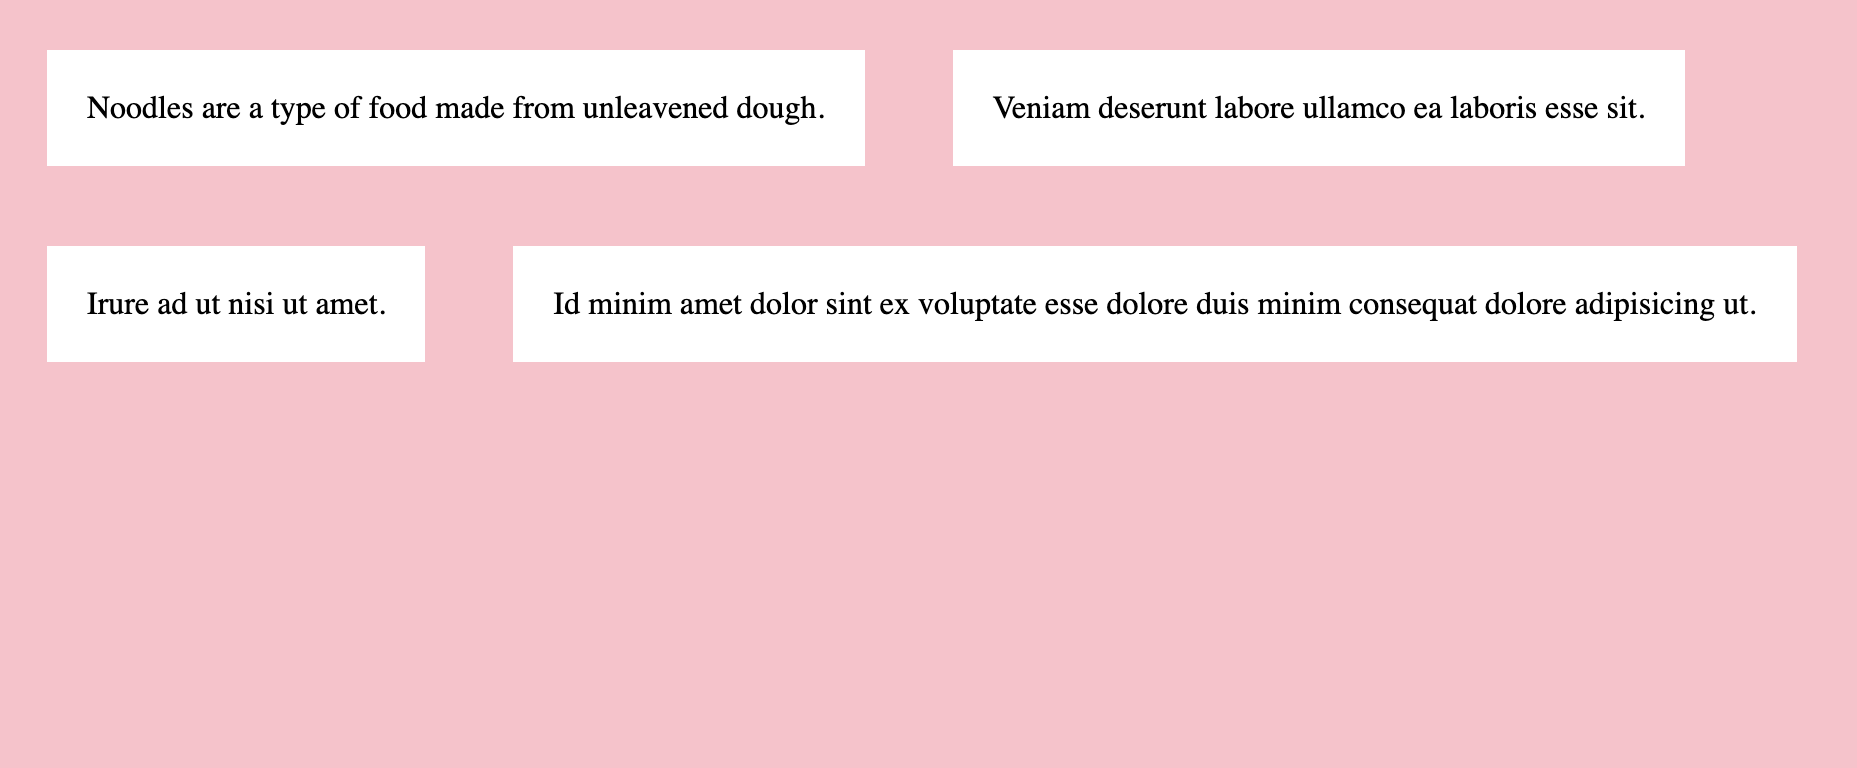 Noodles are a type of food made from unleavened dough.
Veniam deserunt labore ullamco ea laboris esse sit.
Irure ad ut nisi ut amet.
Id minim amet dolor sint ex voluptate esse dolore duis minim consequat dolore adipisicing ut.